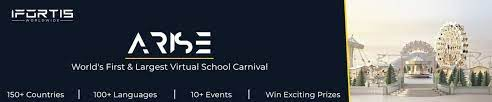 IFORTIS
WORLDWIDE
ARISE
World's First & Largest Virtual School Carnival
150+ Countries | 100+ Languages | 10+ Events | Win Exciting Prizes